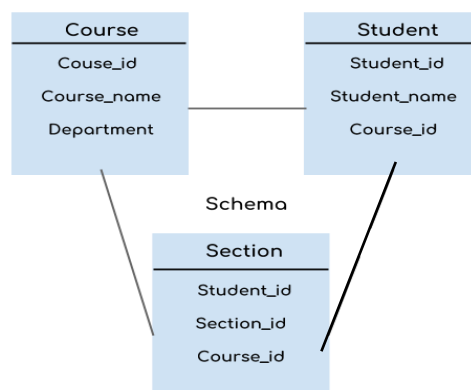 Course
Couse_id
Course_name
Department
Student
Student_id
Student_name
Course_id
Schema
Section
Student_id
Section_id
Course_id